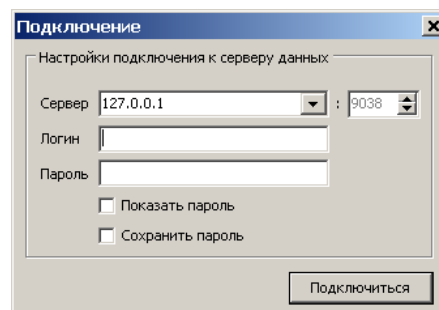 Подключение
Настройки подключения к серверу данных
Сервер 127.0.0.1 : 9038
Логин
Пароль
Показать пароль
Сохранить пароль
Подключиться